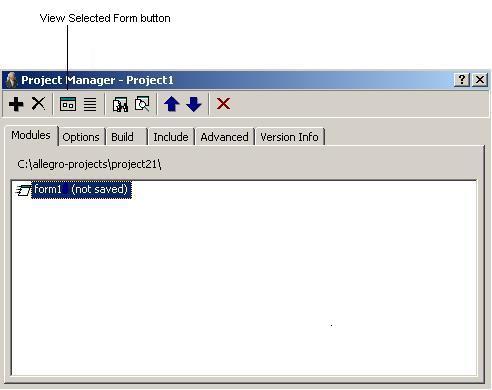 View Selected Form button
Project Manager - Project1
Modules Options Build Include Advanced Version Info
C:\allegro-projects\project21\
form1 (not saved)